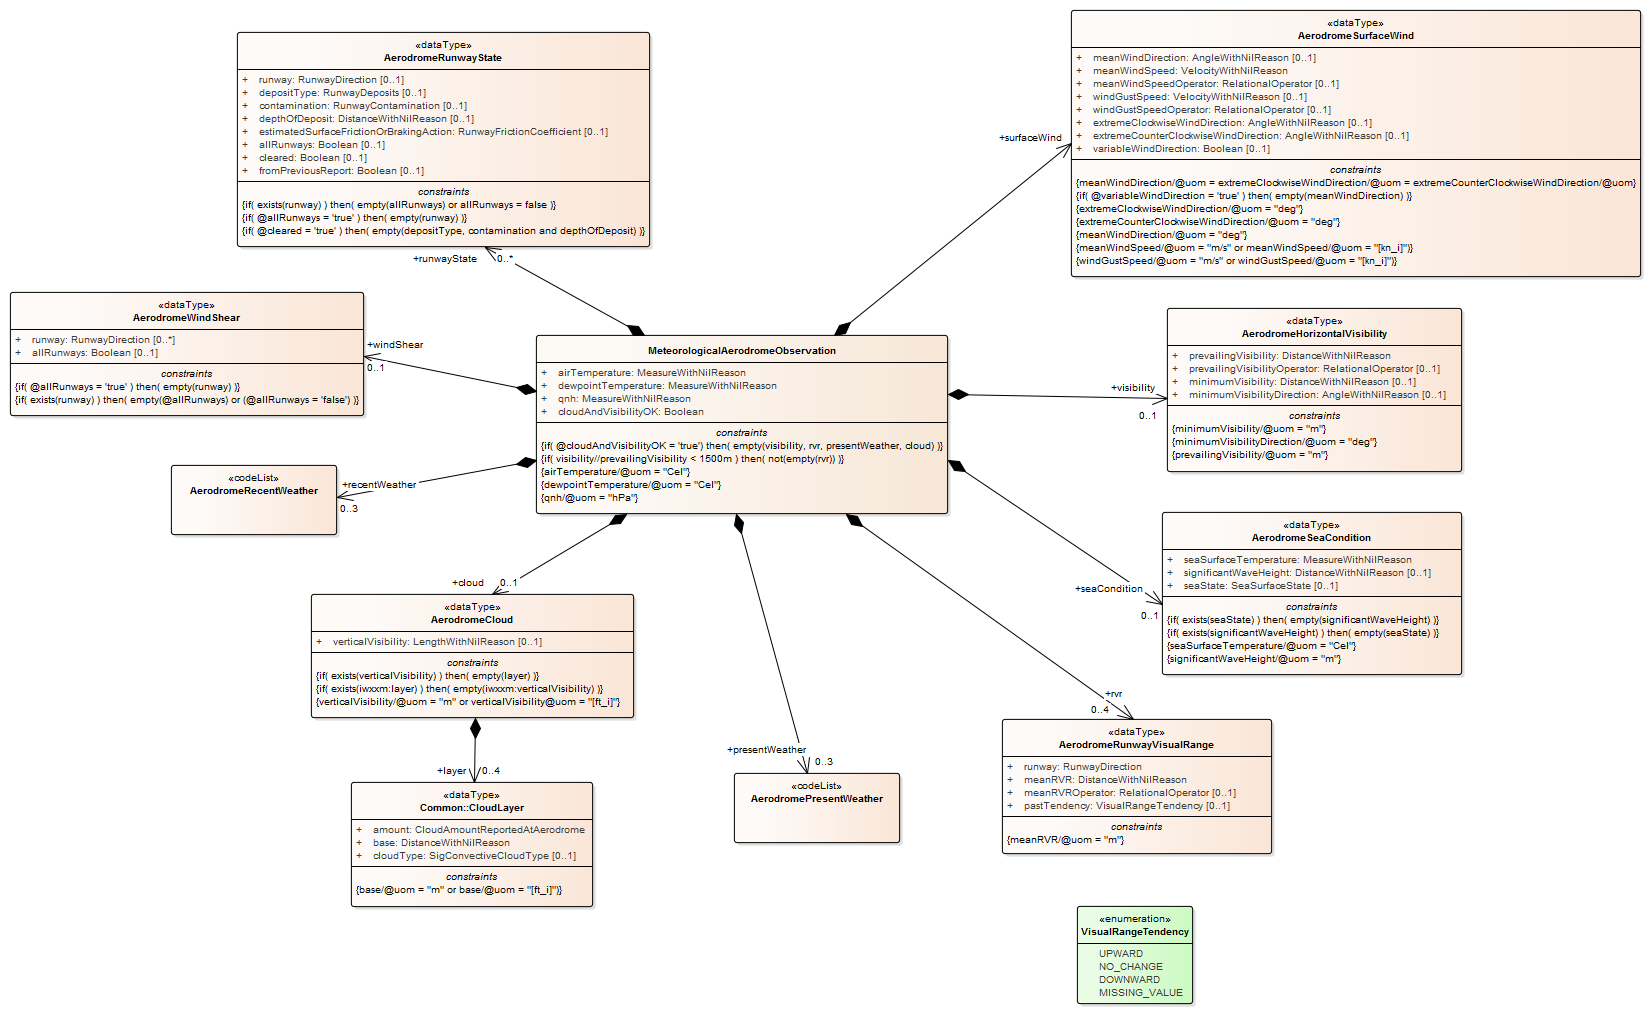 «dataType»
AerodromeRunwayState
+ runway: RunwayDirection [0..1]
+ depositType: RunwayDeposits [0..1]
+ contamination: RunwayContamination [0..1]
+ depthOfDeposit: DistanceWithNilReason [0..1]
+ estimatedSurfaceFrictionOrBrakingAction: RunwayFrictionCoefficient [0..1]
+ allRunways: Boolean [0..1]
+ cleared: Boolean [0..1]
+ fromPreviousReport: Boolean [0..1]
constraints
{if( exists(runway) ) then( empty(allRunways) or allRunways = false )}
{if( @allRunways = 'true' ) then( empty(runway) )}
{if( @cleared = 'true' ) then( empty(depositType, contamination and depthOfDeposit) )}
+runwayState
0..*
«dataType»
AerodromeSurfaceWind
+ meanWindDirection: AngleWithNilReason [0..1]
+ meanWindSpeed: VelocityWithNilReason
+ meanWindSpeedOperator: RelationalOperator [0..1]
+ windGustSpeed: VelocityWithNilReason [0..1]
+ windGustSpeedOperator: RelationalOperator [0..1]
+ extremeClockwiseWindDirection: AngleWithNilReason [0..1]
+ extremeCounterClockwiseWindDirection: AngleWithNilReason [0..1]
+ variableWindDirection: Boolean [0..1]
constraints
{meanWindDirection/@uom = extremeClockwiseWindDirection/@uom = extremeCounterClockwiseWindDirection/@uom}
{if( @variableWindDirection = 'true' ) then( empty(meanWindDirection) )}
{extremeClockwiseWindDirection/@uom = "deg"}
{extremeCounterClockwiseWindDirection/@uom = "deg"}
{meanWindDirection/@uom = "deg"}
{meanWindSpeed/@uom = "m/s" or meanWindSpeed/@uom = "[kn_i]")}
{windGustSpeed/@uom = "m/s" or windGustSpeed/@uom = "[kn_i]")}
+surfaceWind
«dataType»
AerodromeWindShear
+ runway: RunwayDirection [0..*]
+ allRunways: Boolean [0..1]
constraints
{if( @allRunways = 'true' ) then( empty(runway) )}
{if( exists(runway) ) then( empty(@allRunways) or (@allRunways = 'false') )}
+windShear
0..1
MeteorologicalAerodromeObservation
+ airTemperature: MeasureWithNilReason
+ dewpointTemperature: MeasureWithNilReason
+ qnh: MeasureWithNilReason
+ cloudAndVisibilityOK: Boolean
constraints
{if( @cloudAndVisibilityOK = 'true') then( empty(visibility, rvr, presentWeather, cloud) )}
{if( visibility//prevailingVisibility < 1500m ) then( not(empty(rvr)) )}
{airTemperature/@uom = "Cel"}
{dewpointTemperature/@uom = "Cel"}
{qnh/@uom = "hPa"}
«dataType»
AerodromeHorizontalVisibility
+ prevailingVisibility: DistanceWithNilReason
+ prevailingVisibilityOperator: RelationalOperator [0..1]
+ minimumVisibility: DistanceWithNilReason [0..1]
+ minimumVisibilityDirection: AngleWithNilReason [0..1]
constraints
{minimumVisibility/@uom = "m"}
{minimumVisibilityDirection/@uom = "deg"}
{prevailingVisibility/@uom = "m"}
+visibility
0..1
«codeList»
AerodromeRecentWeather
+recentWeather
0..3
«dataType»
AerodromeSeaCondition
+ seaSurfaceTemperature: MeasureWithNilReason
+ significantWaveHeight: DistanceWithNilReason [0..1]
+ seaState: SeaSurfaceState [0..1]
constraints
{if( exists(seaState) ) then( empty(significantWaveHeight) )}
{if( exists(significantWaveHeight) ) then( empty(seaState) )}
{seaSurfaceTemperature/@uom = "Cel"}
{significantWaveHeight/@uom = "m"}
+seaCondition
0..1
+cloud
0..1
«dataType»
AerodromeCloud
+ verticalVisibility: LengthWithNilReason [0..1]
constraints
{if( exists(verticalVisibility) ) then( empty(layer) )}
{if( exists(iwxxm:layer) ) then( empty(iwxxm:verticalVisibility) )}
{verticalVisibility/@uom = "m" or verticalVisibility@uom = "[ft_i]"}
+layer
0..4
«dataType»
Common::CloudLayer
+ amount: CloudAmountReportedAtAerodrome
+ base: DistanceWithNilReason
+ cloudType: SigConvectiveCloudType [0..1]
constraints
{base/@uom = "m" or base/@uom = "[ft_i]")}
+presentWeather
0..3
«codeList»
AerodromePresentWeather
+rvr
0..4
«dataType»
AerodromeRunwayVisualRange
+ runway: RunwayDirection
+ meanRVR: DistanceWithNilReason
+ meanRVROperator: RelationalOperator [0..1]
+ pastTendency: VisualRangeTendency [0..1]
constraints
{meanRVR/@uom = "m"}
«enumeration»
VisualRangeTendency
UPWARD
NO_CHANGE
DOWNWARD
MISSING_VALUE